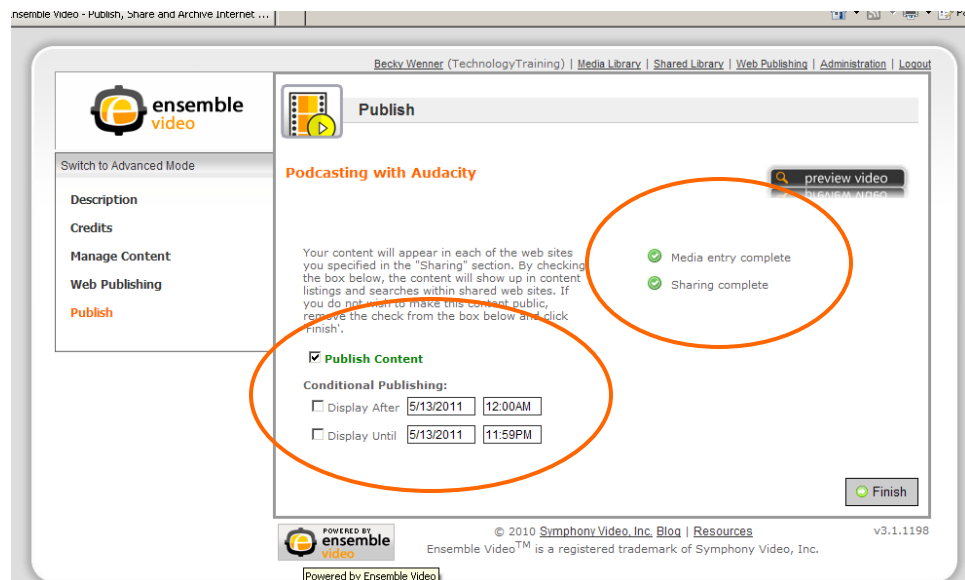 nsemble Video - Publish, Share and Archive Internet ...
Becky Wenner (TechnologyTraining) | Media Library | Shared Library | Web Publishing | Administration | Logout
ensemble
video
Publish
Switch to Advanced Mode
Description
Credits
Manage Content
Web Publishing
Publish
Podcasting with Audacity
preview video
Your content will appear in each of the web sites
you specified in the "Sharing" section. By checking
the box below, the content will show up in content
listings and searches within shared web sites. If
you do not wish to make this content public,
remove the check from the box below and click
'Finish'.
Media entry complete
Sharing complete
Publish Content
Conditional Publishing:
Display After 5/13/2011 12:00AM
Display Until 5/13/2011 11:59PM
Finish
POWERED BY
ensemble
video
© 2010 Symphony Video, Inc. Blog | Resources
v3.1.1198
Ensemble Video™ is a registered trademark of Symphony Video, Inc.
Powered by Ensemble Video